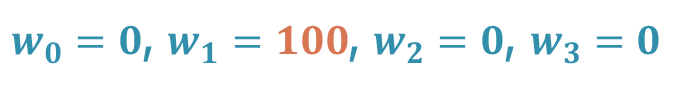 w₀ = 0, w₁ = 100, w₂ = 0, w₃ = 0